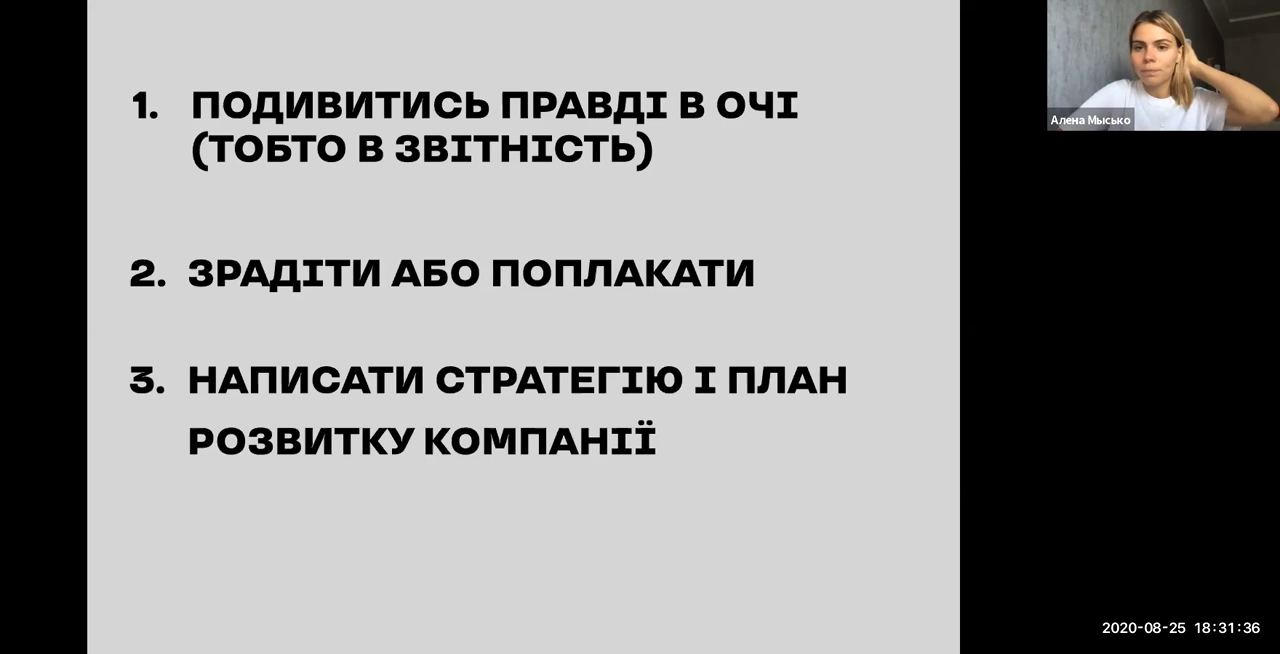 1. ПОДИВИТИСЬ ПРАВДІ В ОЧІ
(ТОБТО В ЗВІТНІСТЬ)
2. ЗРАДІТИ АБО ПОПЛАКАТИ
3. НАПИСАТИ СТРАТЕГІЮ І ПЛАН
РОЗВИТКУ КОМПАНІЇ
Алена Мысько
2020-08-25 18:31:36